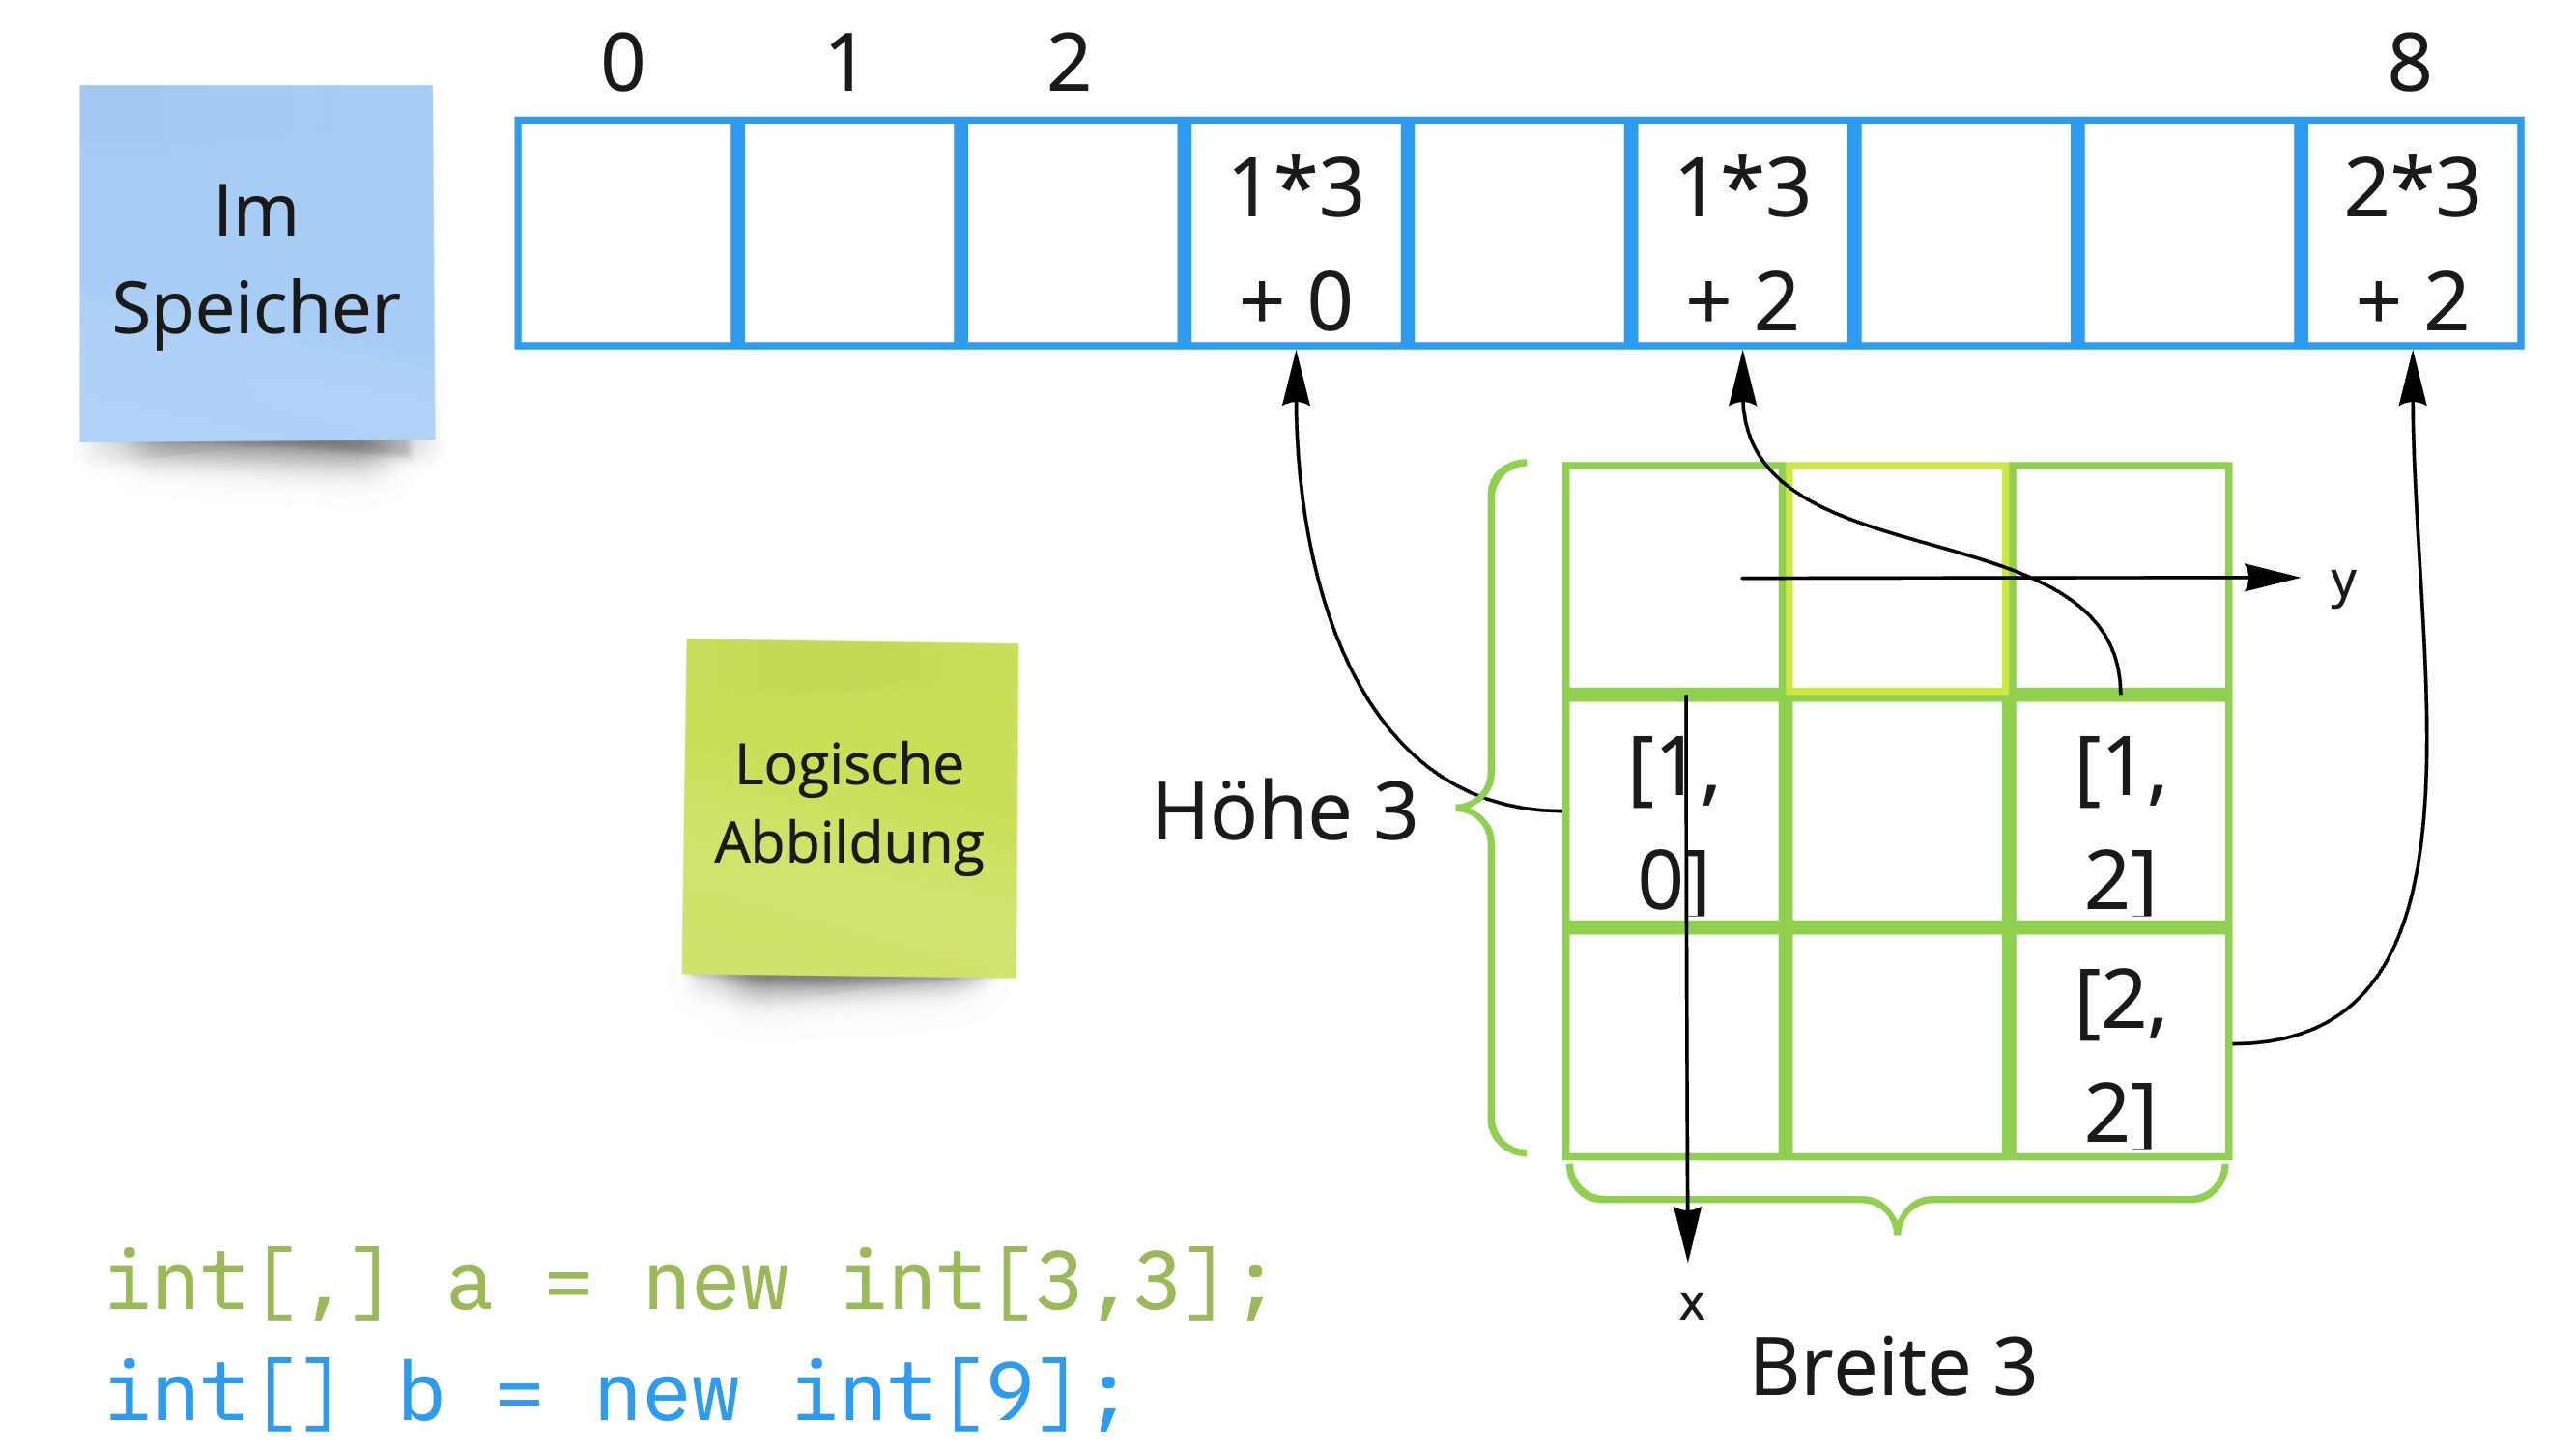 0 1 2 8
Im
Speicher
1*3
+ 0
1*3
+ 2
2*3
+ 2
y
Logische
Abbildung
Höhe 3
[1,
0]
[1,
2]
[2,
2]
x
Breite 3
int[,] a = new int[3,3];
int[] b = new int[9];